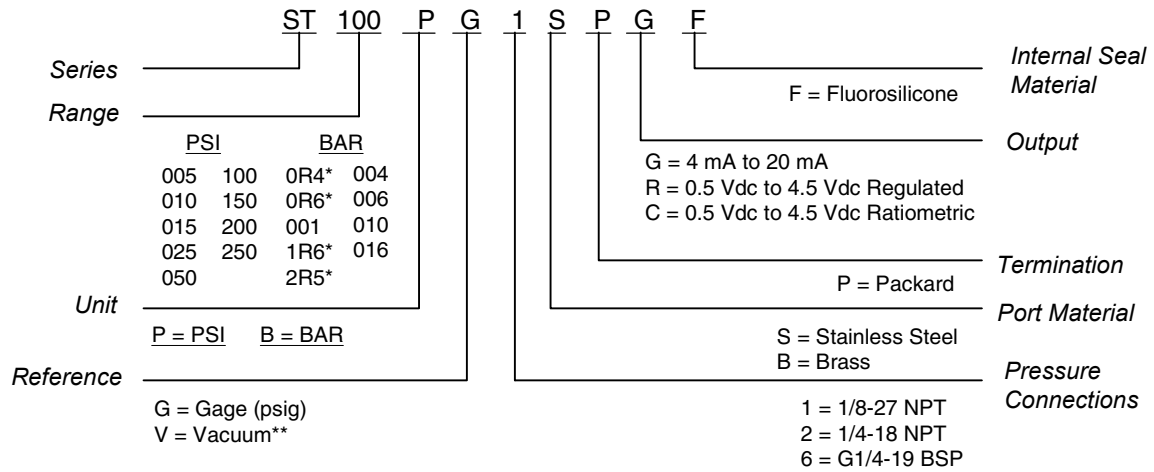 ST 100 P G 1 S P G F
Series
Range
PSI BAR
005 100 0R4* 004
010 150 0R6* 006
015 200 001 010
025 250 1R6* 016
050 2R5*
Unit
P = PSI B = BAR
Reference
G = Gage (psig)
V = Vacuum**
Internal Seal
Material
F = Fluorosilicone
Output
G = 4 mA to 20 mA
R = 0.5 Vdc to 4.5 Vdc Regulated
C = 0.5 Vdc to 4.5 Vdc Ratiometric
Termination
P = Packard
Port Material
S = Stainless Steel
B = Brass
Pressure
Connections
1 = 1/8-27 NPT
2 = 1/4-18 NPT
6 = G1/4-19 BSP